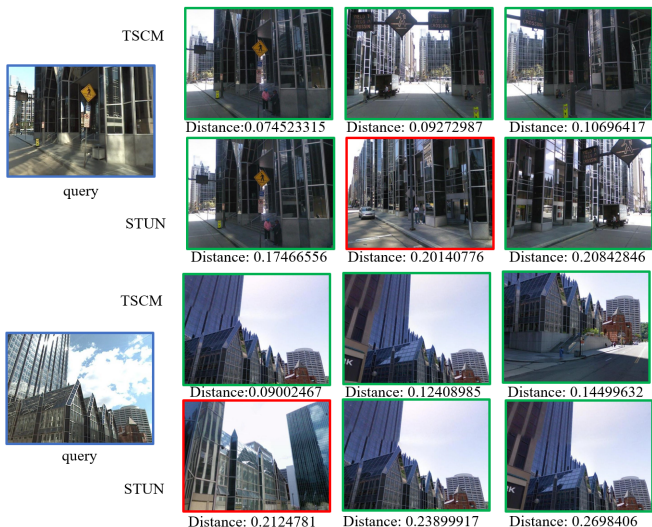 TSCM
Distance:0.074523315 Distance: 0.09272987 Distance: 0.10696417
query
STUN
Distance: 0.17466556 Distance: 0.20140776 Distance: 0.20842846
TSCM
Distance:0.09002467 Distance: 0.12408985 Distance: 0.14499632
query
STUN
Distance: 0.2124781 Distance: 0.23899917 Distance: 0.2698406